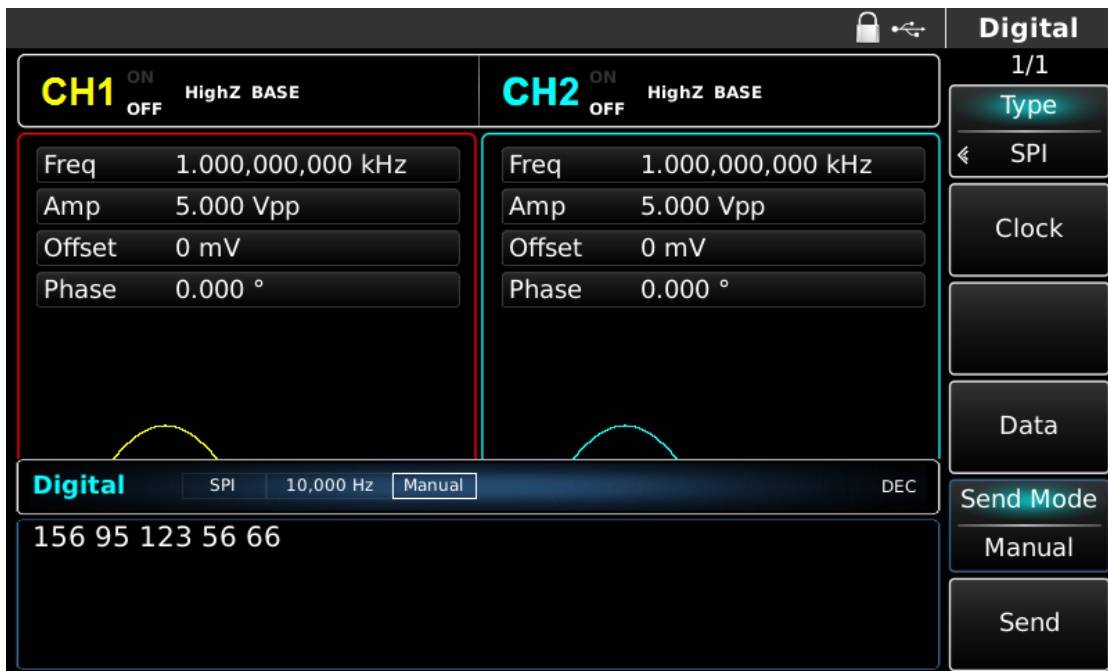 Digital
1/1
CH1 ON OFF HighZ BASE
CH2 ON OFF HighZ BASE
Type
SPI
Freq 1.000,000,000 kHz
Amp 5.000 Vpp
Offset 0 mV
Phase 0.000 °
Freq 1.000,000,000 kHz
Amp 5.000 Vpp
Offset 0 mV
Phase 0.000 °
Clock
Data
Digital SPI 10,000 Hz Manual DEC
156 95 123 56 66
Send Mode
Manual
Send